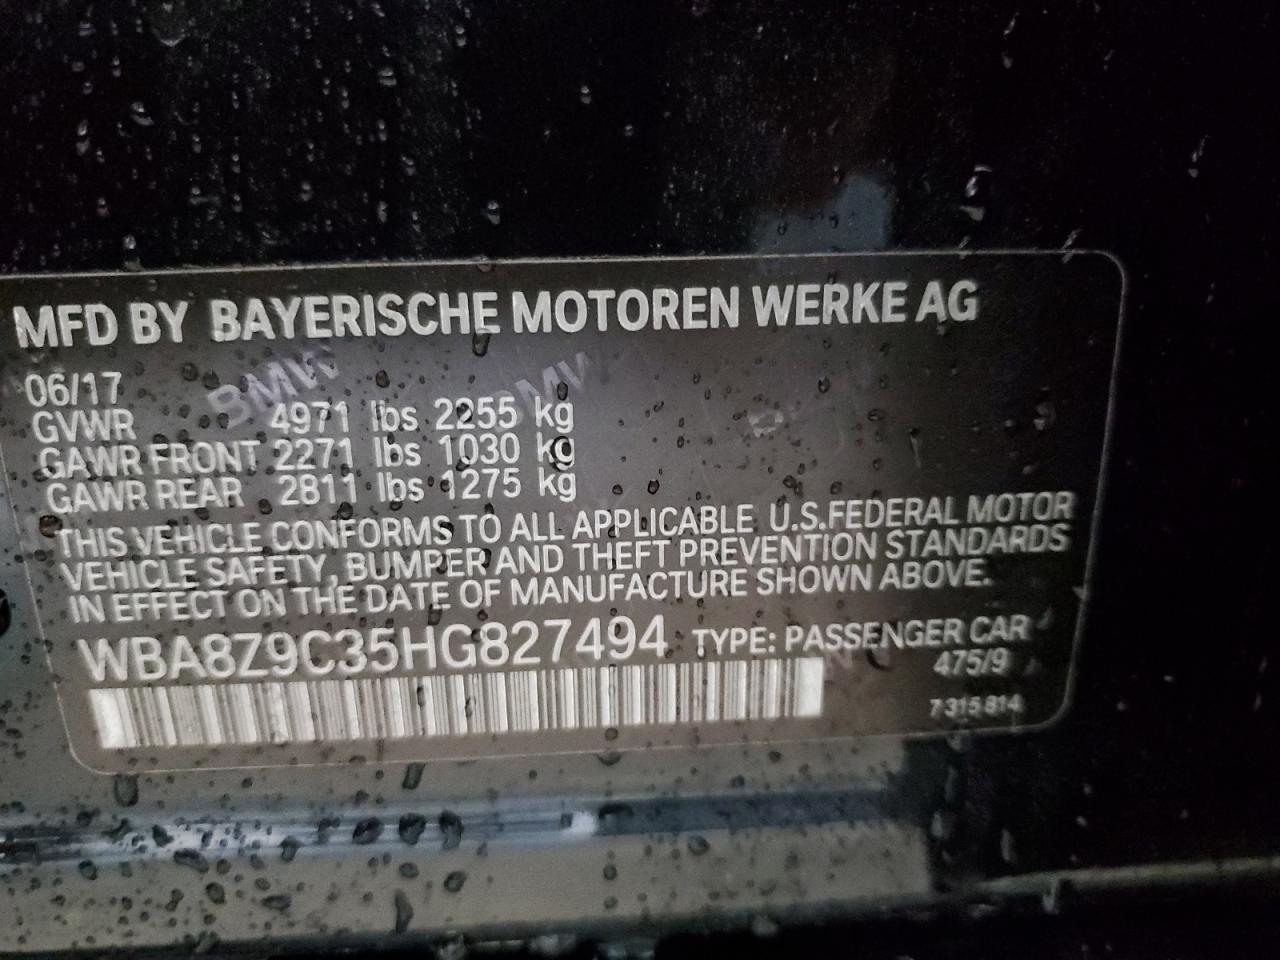 MFD BY BAYERISCHE MOTOREN WERKE AG
06/17
GVWR 4971 lbs 2255 kg
GAWR FRONT 2271 lbs 1030 kg
GAWR REAR 2811 lbs 1275 kg
THIS VEHICLE CONFORMS TO ALL APPLICABLE U.S.FEDERAL MOTOR
VEHICLE SAFETY, BUMPER AND THEFT PREVENTION STANDARDS
IN EFFECT ON THE DATE OF MANUFACTURE SHOWN ABOVE.
WBA8Z9C35HG827494 TYPE: PASSENGER CAR
475/9
7 315 814
BMW
BMW